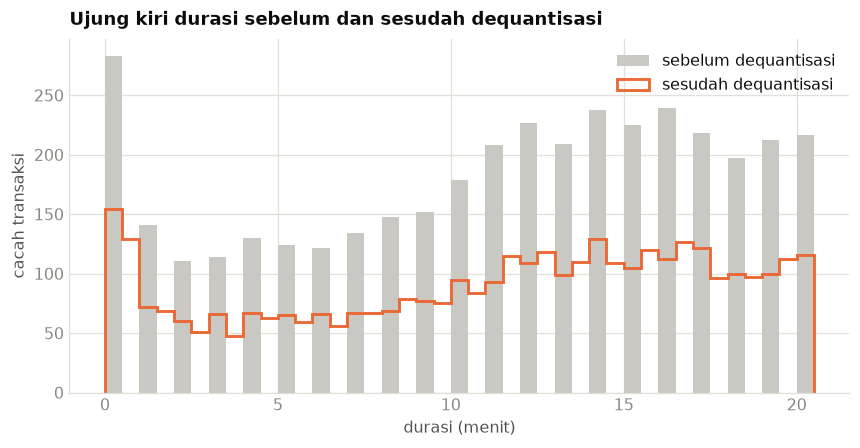 Ujung kiri durasi sebelum dan sesudah dequantisasi
sebelum dequantisasi
sesudah dequantisasi
cacah transaksi
250
200
150
100
50
0
0 5 10 15 20
durasi (menit)